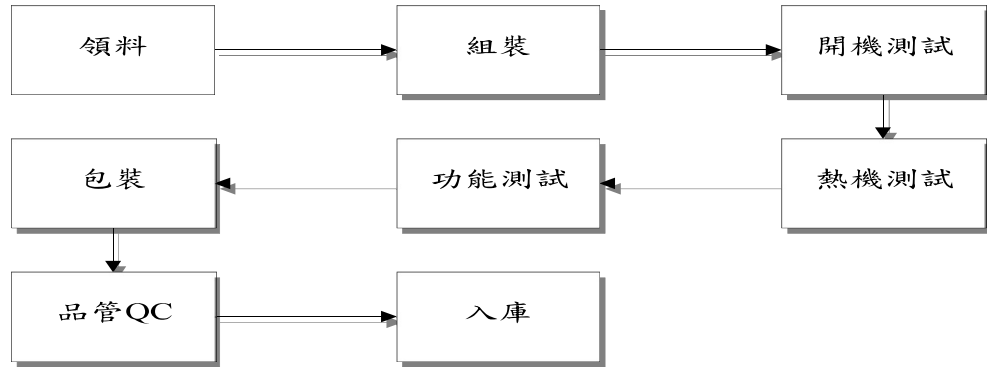 領料
組裝
開機測試
熱機測試
功能測試
包裝
品管QC
入庫